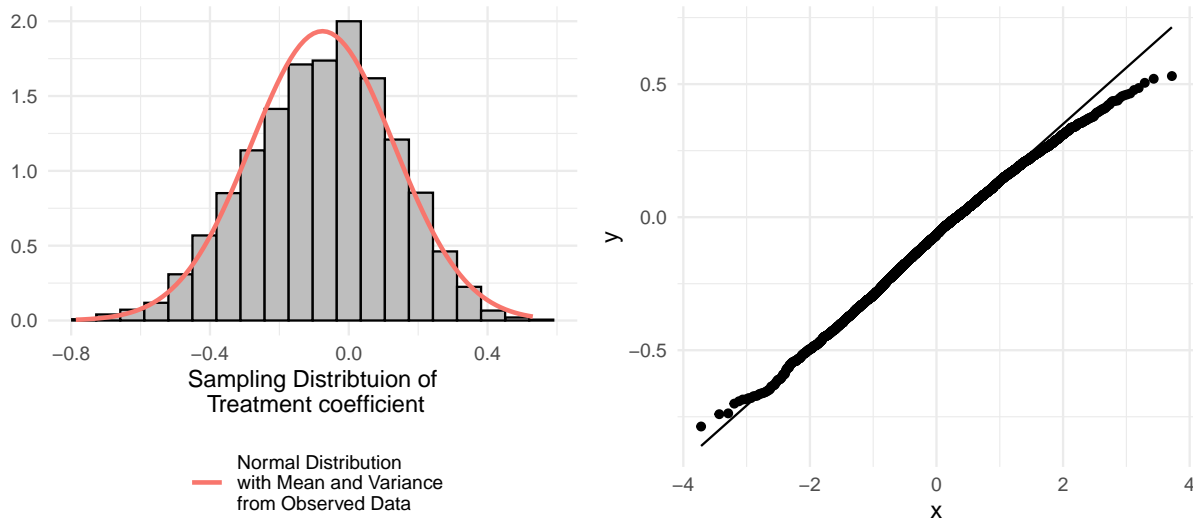 2.0
1.5
1.0
0.5
0.0
−0.8
−0.4
0.0
0.4
Sampling Distribtuion of
Treatment coefficient
Normal Distribution
with Mean and Variance
from Observed Data
y
0.5
0.0
−0.5
−4
−2
0
2
4
x